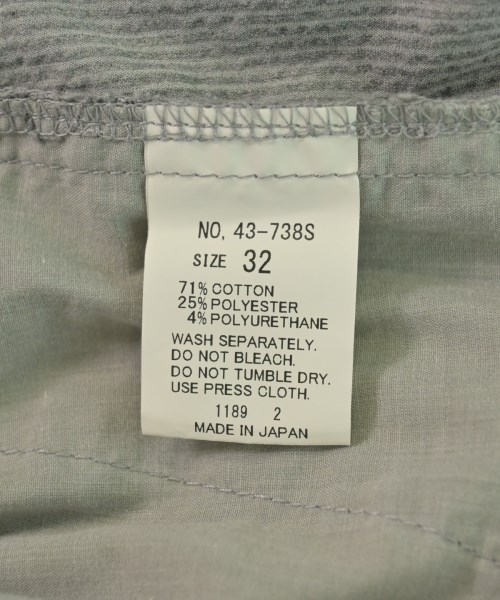 NO, 43-738S
SIZE 32
71% COTTON
25% POLYESTER
4% POLYURETHANE
WASH SEPARATELY.
DO NOT BLEACH.
DO NOT TUMBLE DRY.
USE PRESS CLOTH.
1189 2
MADE IN JAPAN